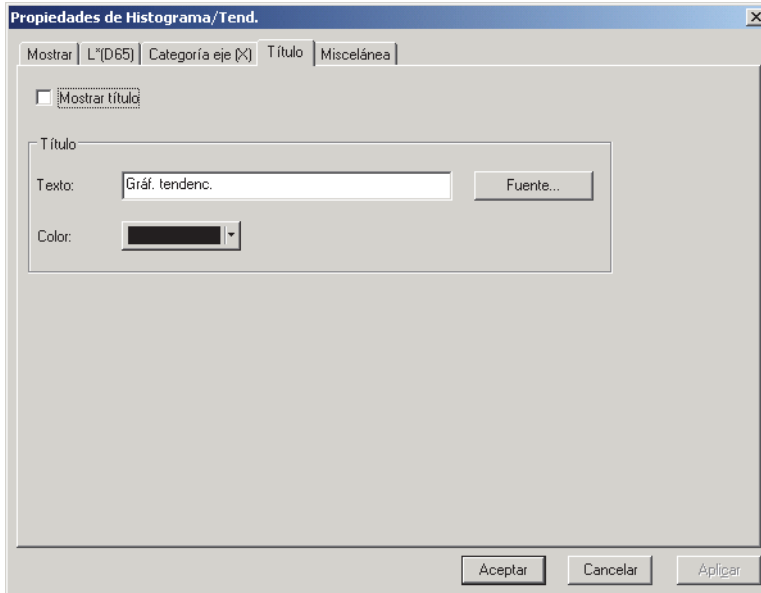 Propiedades de Histograma/Tend.
Mostrar L*(D65) Categoría eje (X) Título Miscelánea
Mostrar título
Título
Texto: Gráf. tendenc. Fuente...
Color:
Aceptar Cancelar Aplicar